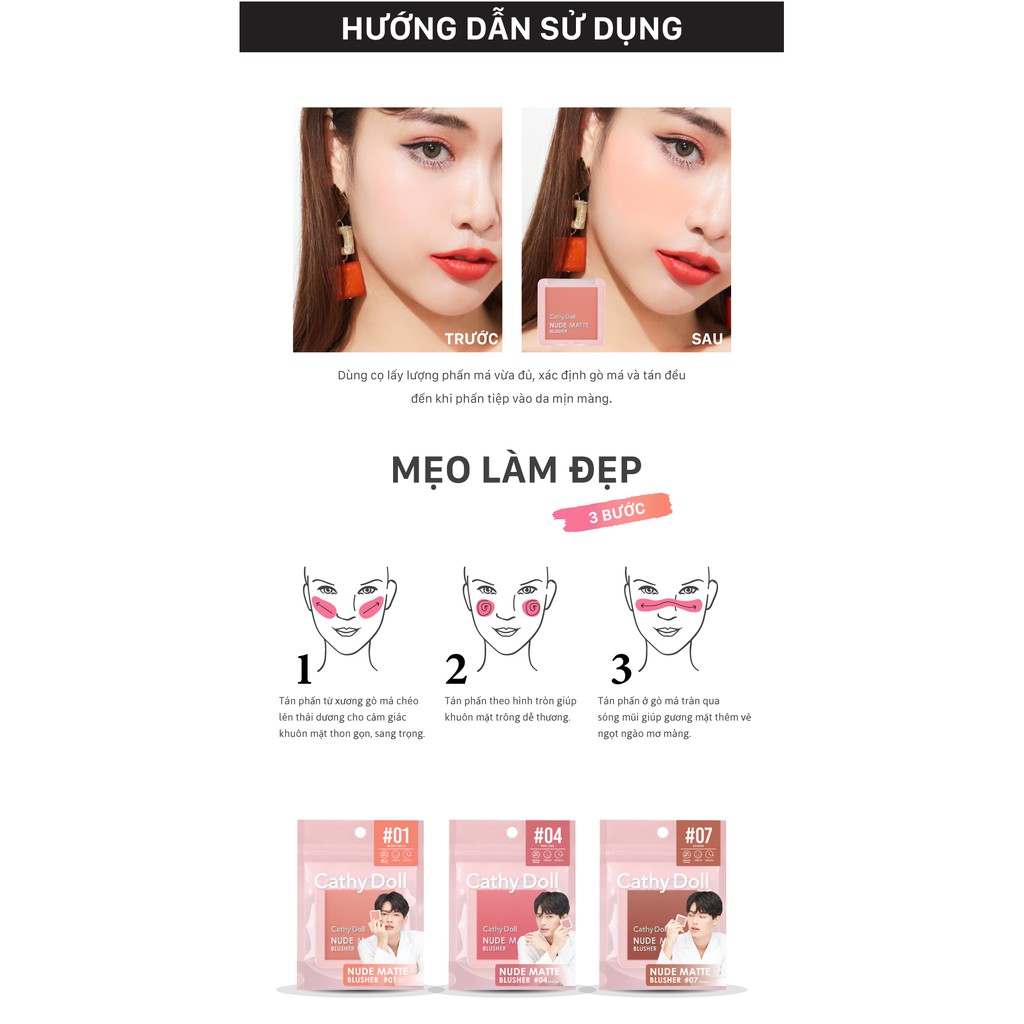 HƯỚNG DẪN SỬ DỤNG
Cathy Doll
NUDE MATTE
BLUSHER
TRƯỚC
SAU
Dùng cọ lấy lượng phấn má vừa đủ, xác định gò má và tán đều
đến khi phấn tiệp vào da mịn màng.
MẸO LÀM ĐẸP
3 BƯỚC
1
Tán phấn từ xương gò má chéo
lên thái dương cho cảm giác
khuôn mặt thon gọn, sang trọng.
2
Tán phấn theo hình tròn giúp
khuôn mặt trông dễ thương.
3
Tán phấn ở gò má tràn qua
sóng mũi giúp gương mặt thêm vẻ
ngọt ngào mơ màng.
#01
Cathy Doll
Cathy Doll
NUDE M
BLUSHER
NUDE MATTE
BLUSHER #01
#04
Cathy Doll
Cathy Doll
NUDE M
BLUSHER
NUDE MATTE
BLUSHER #04
#07
Cathy Doll
Cathy Doll
NUDE M
BLUSHER
NUDE MATTE
BLUSHER #07